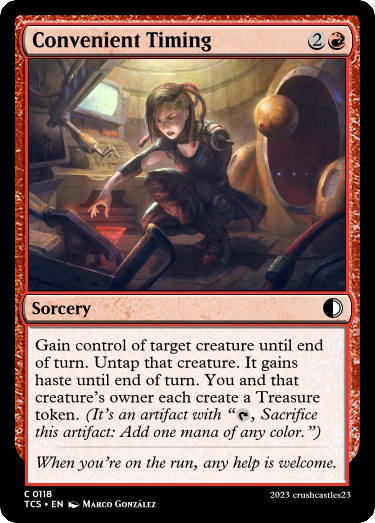 Convenient Timing 2
Sorcery
Gain control of target creature until end
of turn. Untap that creature. It gains
haste until end of turn. You and that
creature's owner each create a Treasure
token. (It's an artifact with “, Sacrifice
this artifact: Add one mana of any color.”)
When you're on the run, any help is welcome.
C 0118
TCS • EN Marco González
2023 crushcastles23